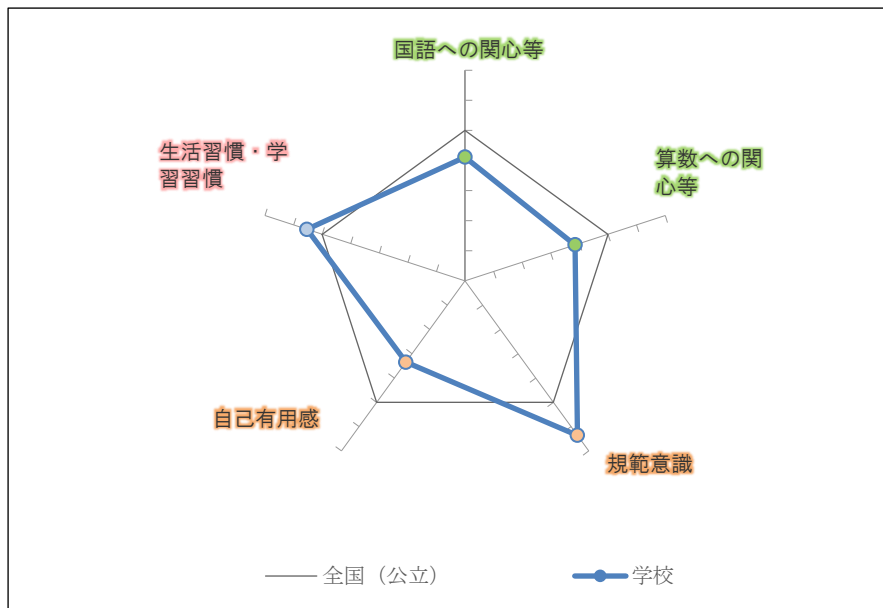 国語への関心等
算数への関
心等
規範意識
自己有用感
生活習慣・学
習習慣
全国（公立）
学校